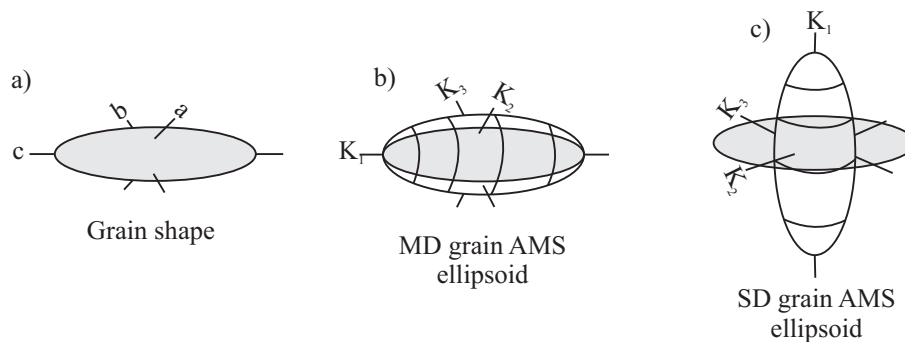 a)
b
a
c
Grain shape
b)
K₃
K₂
K₁
MD grain AMS
ellipsoid
c)
K₁
K₃
K₂
SD grain AMS
ellipsoid